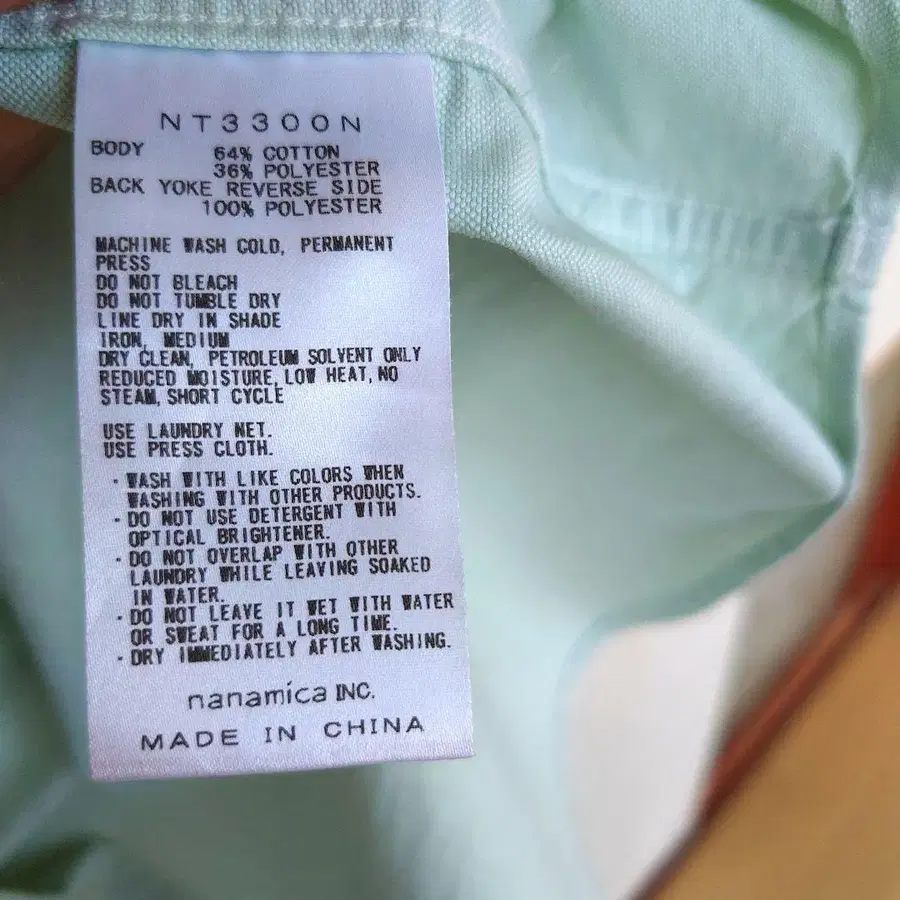 NT3300N
BODY 64% COTTON
36% POLYESTER
BACK YOKE REVERSE SIDE
100% POLYESTER
MACHINE WASH COLD, PERMANENT
PRESS
DO NOT BLEACH
DO NOT TUMBLE DRY
LINE DRY IN SHADE
IRON, MEDIUM
DRY CLEAN, PETROLEUM SOLVENT ONLY
REDUCED MOISTURE, LOW HEAT, NO
STEAM, SHORT CYCLE
USE LAUNDRY NET.
USE PRESS CLOTH.
・WASH WITH LIKE COLORS WHEN
WASHING WITH OTHER PRODUCTS.
・DO NOT USE DETERGENT WITH
OPTICAL BRIGHTENER.
・DO NOT OVERLAP WITH OTHER
LAUNDRY WHILE LEAVING SOAKED
IN WATER.
・DO NOT LEAVE IT WET WITH WATER
OR SWEAT FOR A LONG TIME.
・DRY IMMEDIATELY AFTER WASHING.
nanamica INC.
MADE IN CHINA